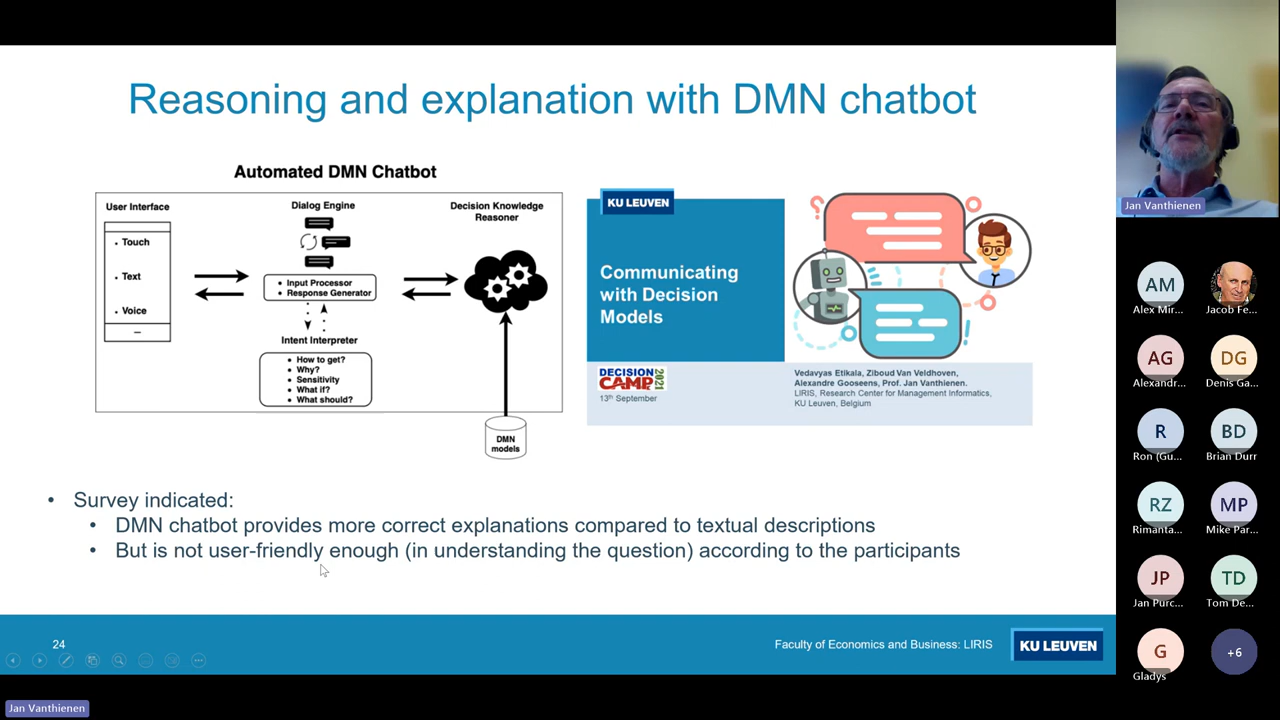 Reasoning and explanation with DMN chatbot
Automated DMN Chatbot
User Interface
• Touch
• Text
• Voice
Dialog Engine
• Input Processor
• Response Generator
Intent Interpreter
• How to get?
• Why?
• Sensitivity
• What if?
• What should?
Decision Knowledge
Reasoner
DMN
models
KU LEUVEN
Communicating
with Decision
Models
DECISION
CAMP 2021
13th September
Vedavyas Etikala, Ziboud Van Veldhoven,
Alexandre Gooseens, Prof. Jan Vanthienen.
LIRIS, Research Center for Management Informatics,
KU Leuven, Belgium
• Survey indicated:
• DMN chatbot provides more correct explanations compared to textual descriptions
• But is not user-friendly enough (in understanding the question) according to the participants
24
Faculty of Economics and Business: LIRIS
KU LEUVEN
Jan Vanthienen
Jan Vanthienen
AM
Alex Mir...
Jacob Fe...
AG
Alexandr...
DG
Denis Ga...
R
Ron (Gu...
BD
Brian Durr
RZ
Rimanta...
MP
Mike Par...
JP
Jan Purc...
TD
Tom De...
G
Gladys
+6